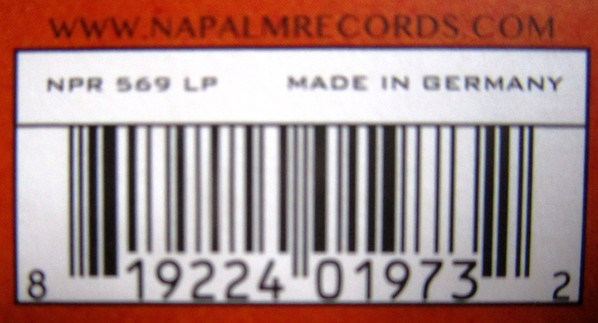 WWW.NAPALMRECORDS.COM
NPR 569 LP MADE IN GERMANY
8 19224 01973 2